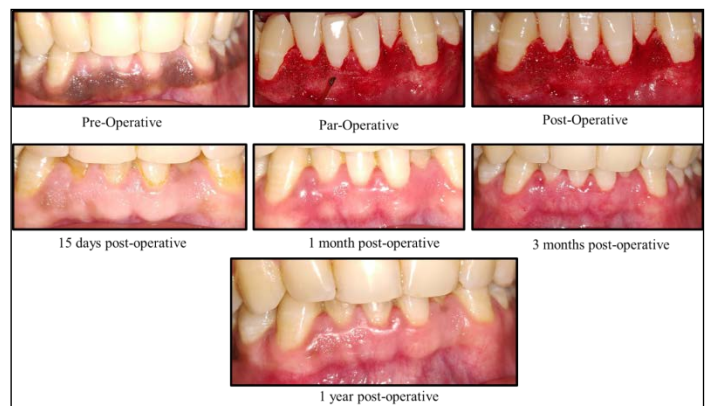 Pre-Operative
Par-Operative
Post-Operative
15 days post-operative
1 month post-operative
3 months post-operative
1 year post-operative